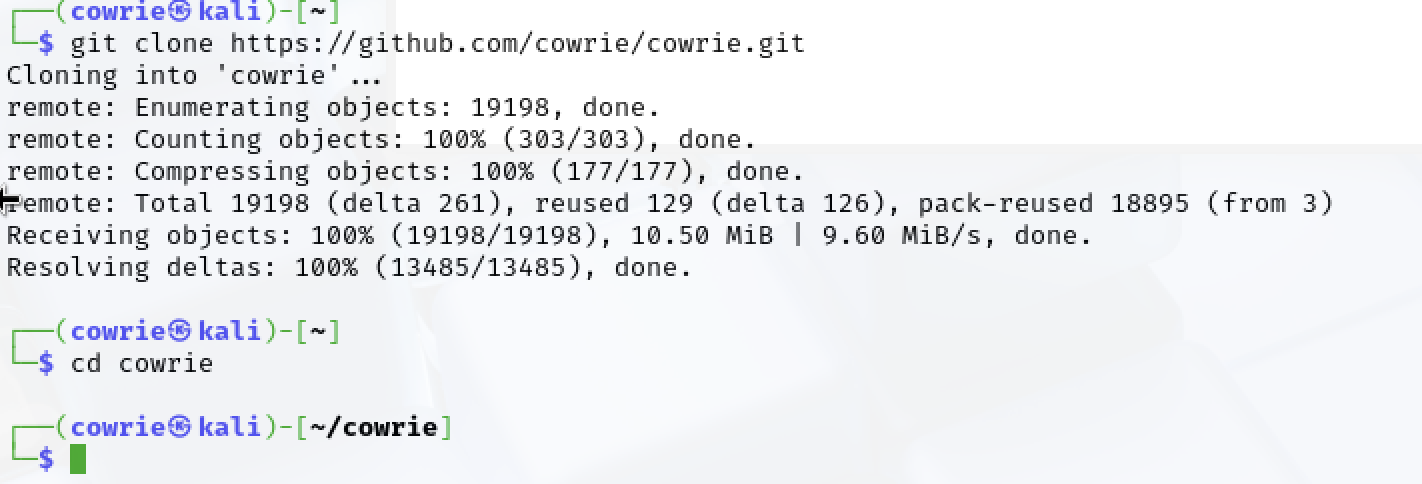 ┌──(cowrie㉿kali)-[~]
└─$ git clone https://github.com/cowrie/cowrie.git
Cloning into 'cowrie'...
remote: Enumerating objects: 19198, done.
remote: Counting objects: 100% (303/303), done.
remote: Compressing objects: 100% (177/177), done.
remote: Total 19198 (delta 261), reused 129 (delta 126), pack-reused 18895 (from 3)
Receiving objects: 100% (19198/19198), 10.50 MiB | 9.60 MiB/s, done.
Resolving deltas: 100% (13485/13485), done.
┌──(cowrie㉿kali)-[~]
└─$ cd cowrie
┌──(cowrie㉿kali)-[~/cowrie]
└─$